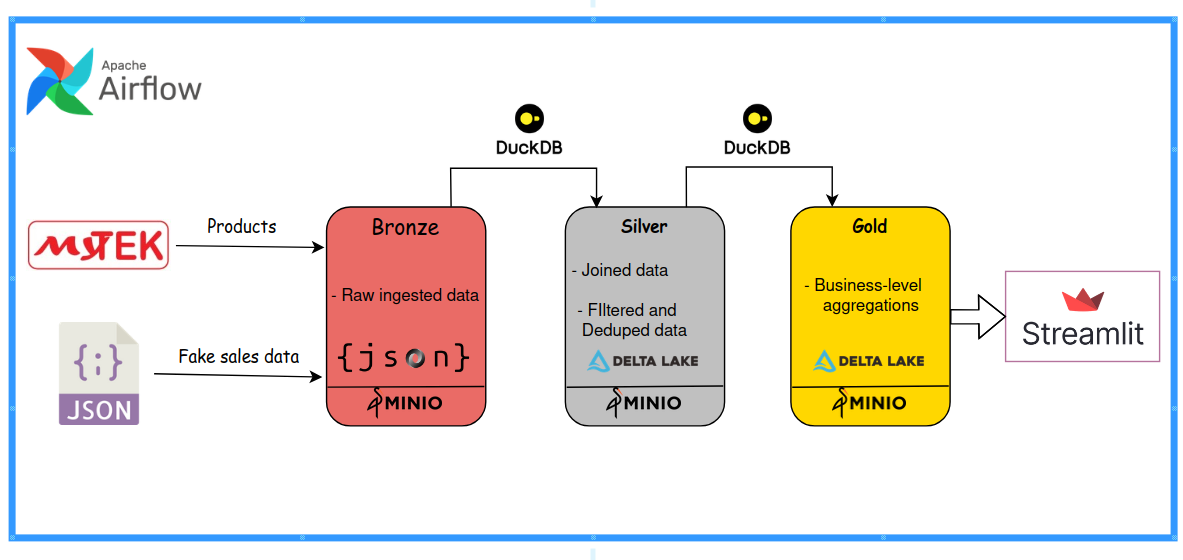 Apache
Airflow
DuckDB
DuckDB
MYTEK
Products
{;}
JSON
Fake sales data
Bronze
- Raw ingested data
{json}
MINIO
Silver
- Joined data
- FIltered and
Deduped data
DELTA LAKE
MINIO
Gold
- Business-level
aggregations
DELTA LAKE
MINIO
Streamlit